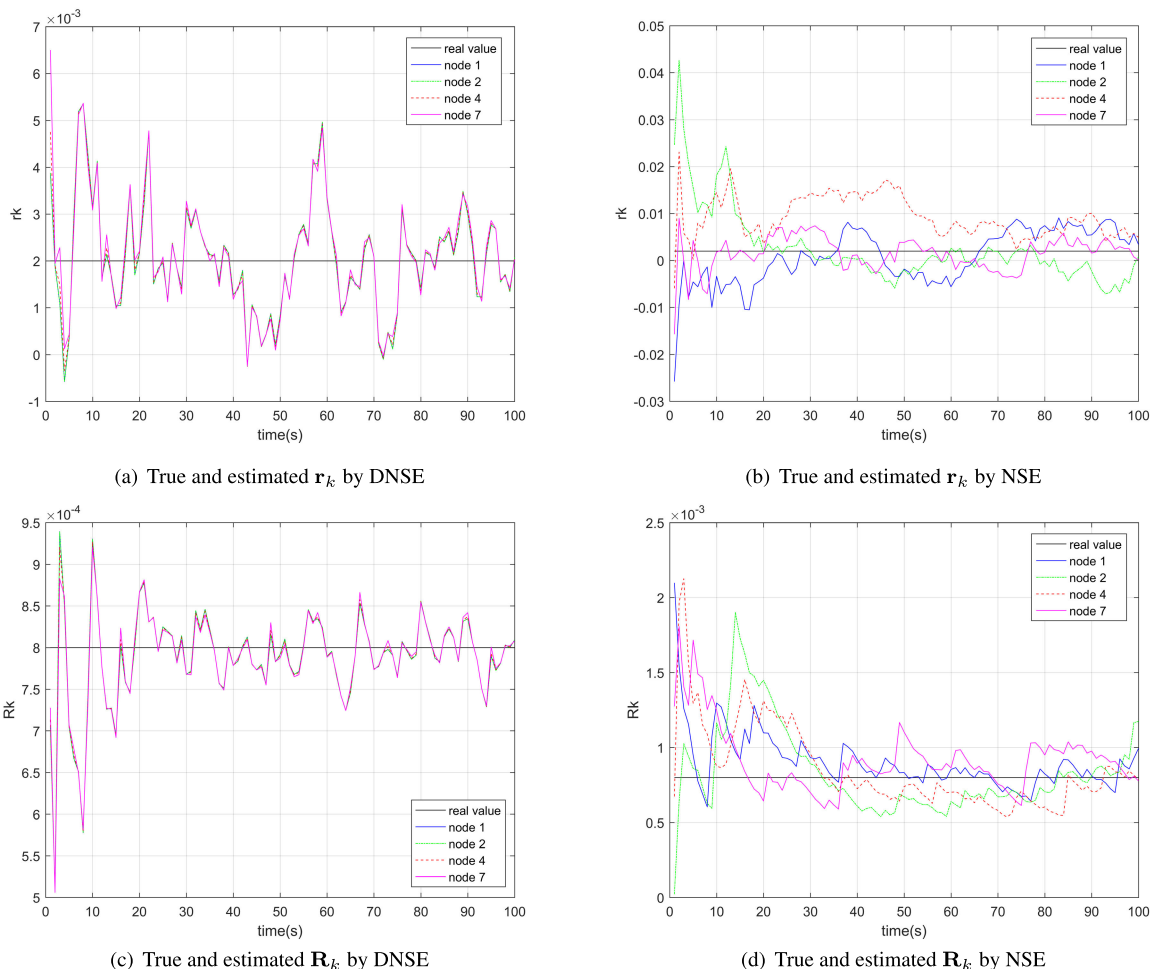 ×10⁻³
7
6
5
4
3
2
1
0
-1
rk
0 10 20 30 40 50 60 70 80 90 100
time(s)
real value
node 1
node 2
node 4
node 7
(a) True and estimated r_k by DNSE
0.05
0.04
0.03
0.02
0.01
0
-0.01
-0.02
-0.03
rk
0 10 20 30 40 50 60 70 80 90 100
time(s)
real value
node 1
node 2
node 4
node 7
(b) True and estimated r_k by NSE
×10⁻⁴
9.5
9
8.5
8
7.5
7
6.5
6
5.5
5
Rk
0 10 20 30 40 50 60 70 80 90 100
time(s)
real value
node 1
node 2
node 4
node 7
(c) True and estimated R_k by DNSE
×10⁻³
2.5
2
1.5
1
0.5
0
Rk
0 10 20 30 40 50 60 70 80 90 100
time(s)
real value
node 1
node 2
node 4
node 7
(d) True and estimated R_k by NSE